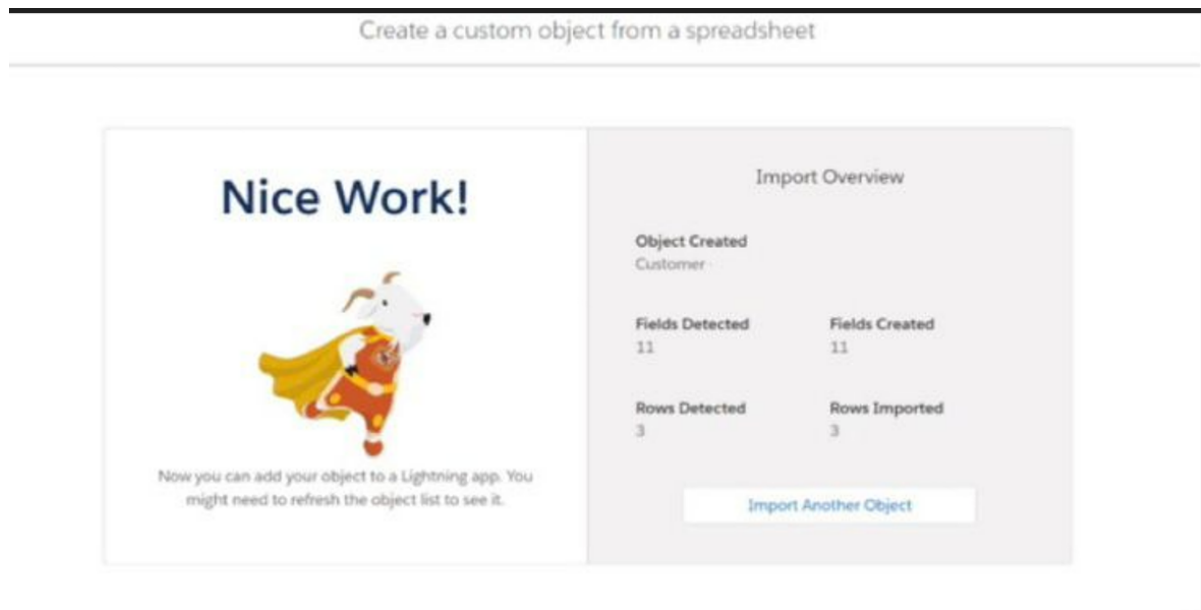 Create a custom object from a spreadsheet
Nice Work!
Now you can add your object to a Lightning app. You
might need to refresh the object list to see it.
Import Overview
Object Created
Customer
Fields Detected
11
Fields Created
11
Rows Detected
3
Rows Imported
3
Import Another Object